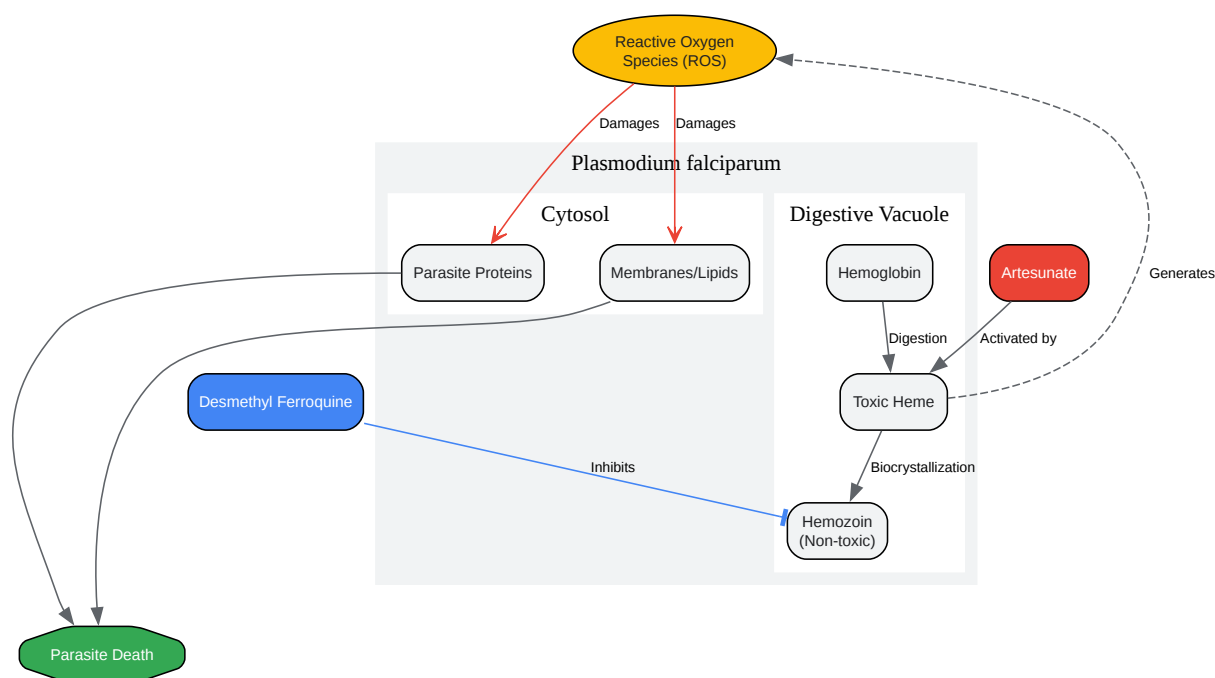 Reactive Oxygen
Species (ROS)
Damages
Damages
Plasmodium falciparum
Cytosol
Digestive Vacuole
Parasite Proteins
Membranes/Lipids
Hemoglobin
Artesunate
Generates
Digestion
Activated by
Desmethyl Ferroquine
Toxic Heme
Inhibits
Biocrystallization
Hemozoin
(Non-toxic)
Parasite Death